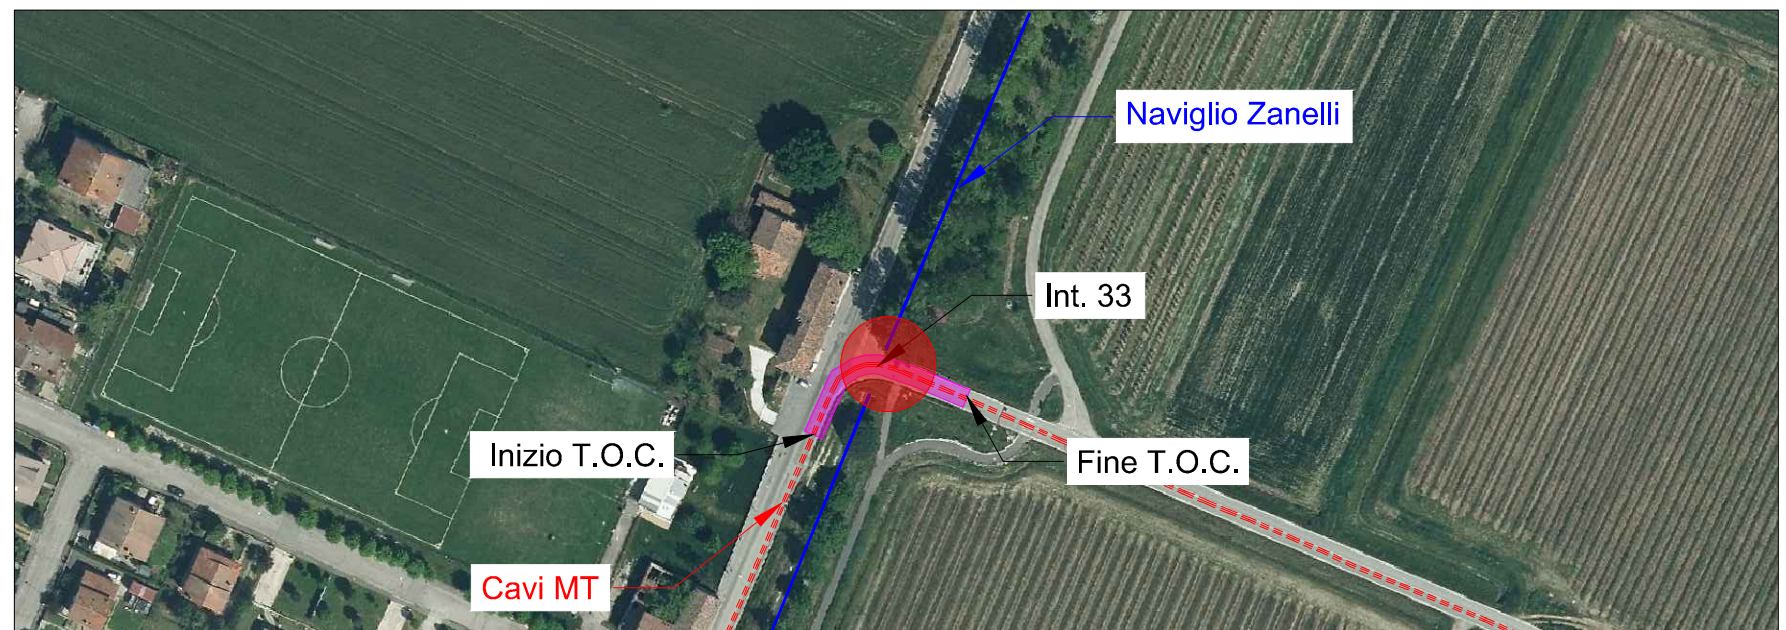 Naviglio Zanelli
Int. 33
Inizio T.O.C.
Fine T.O.C.
Cavi MT